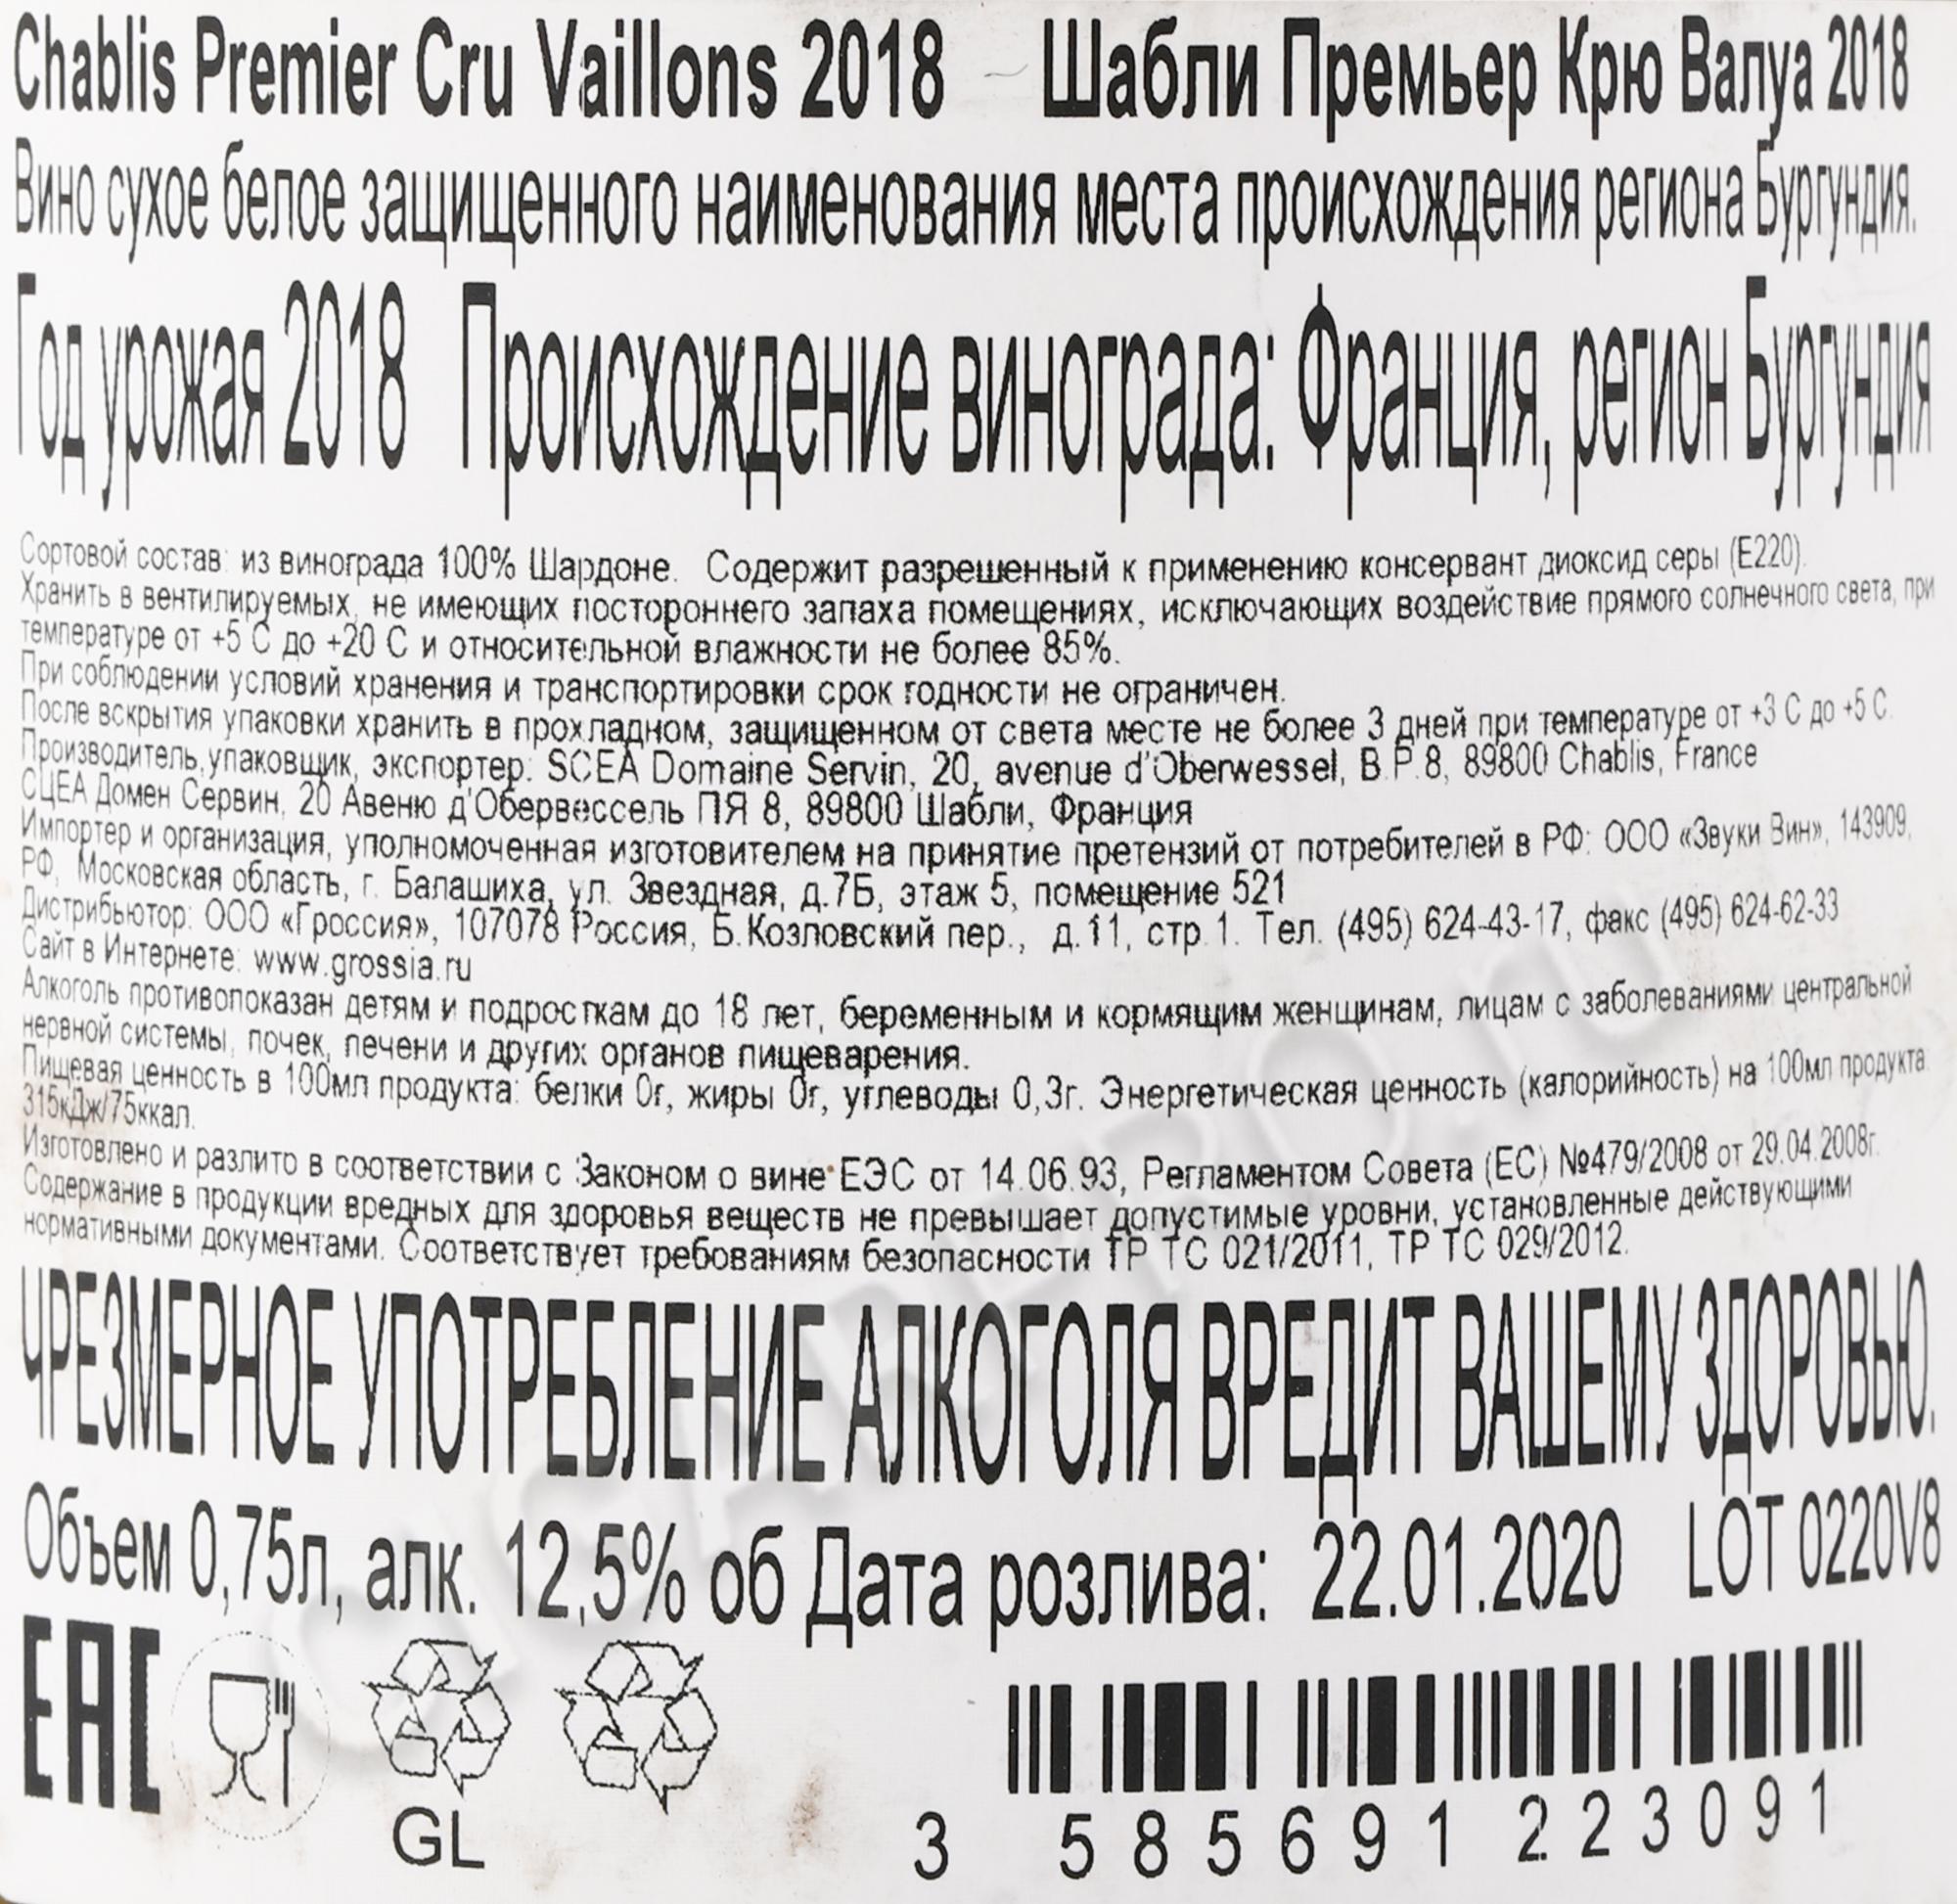 Chablis Premier Cru Vaillons 2018 Шабли Премьер Крю Валуа 2018
Вино сухое белое защищенного наименования места происхождения региона Бургундия.
Год урожая 2018 Происхождение винограда: Франция, регион Бургундия
Сортовой состав: из винограда 100% Шардоне. Содержит разрешенный к применению консервант диоксид серы (Е220).
Хранить в вентилируемых, не имеющих постороннего запаха помещениях, исключающих воздействие прямого солнечного света, при
температуре от +5 С до +20 С и относительной влажности не более 85%.
При соблюдении условий хранения и транспортировки срок годности не ограничен.
После вскрытия упаковки хранить в прохладном, защищенном от света месте не более 3 дней при температуре от +3 С до +5 С.
Производитель,упаковщик, экспортер: SCEA Domaine Servin, 20, avenue d'Oberwessel, B.P.8, 89800 Chablis, France
СЦЕА Домен Сервин, 20 Авеню д'Обервессель ПЯ 8, 89800 Шабли, Франция
Импортер и организация, уполномоченная изготовителем на принятие претензий от потребителей в РФ: ООО «Звуки Вин», 143909,
РФ, Московская область, г. Балашиха, ул. Звездная, д.7Б, этаж 5, помещение 521
Дистрибьютор: ООО «Гроссия», 107078 Россия, Б.Козловский пер., д.11, стр.1. Тел. (495) 624-43-17, факс (495) 624-62-33
Сайт в Интернете: www.grossia.ru
Алкоголь противопоказан детям и подросткам до 18 лет, беременным и кормящим женщинам, лицам с заболеваниями центральной
нервной системы, почек, печени и других органов пищеварения.
Пищевая ценность в 100мл продукта: белки 0г, жиры 0г, углеводы 0,3г. Энергетическая ценность (калорийность) на 100мл продукта:
315кДж/75ккал.
Изготовлено и разлито в соответствии с Законом о вине ЕЭС от 14.06.93, Регламентом Совета (ЕС) №479/2008 от 29.04.2008г.
Содержание в продукции вредных для здоровья веществ не превышает допустимые уровни, установленные действующими
нормативными документами. Соответствует требованиям безопасности ТР ТС 021/2011, ТР ТС 029/2012.
ЧРЕЗМЕРНОЕ УПОТРЕБЛЕНИЕ АЛКОГОЛЯ ВРЕДИТ ВАШЕМУ ЗДОРОВЬЮ.
Объем 0,75л, алк. 12,5% об Дата розлива: 22.01.2020 LOT 0220V8
EAC
GL
3 585691 223091
CIGARPRO.ru